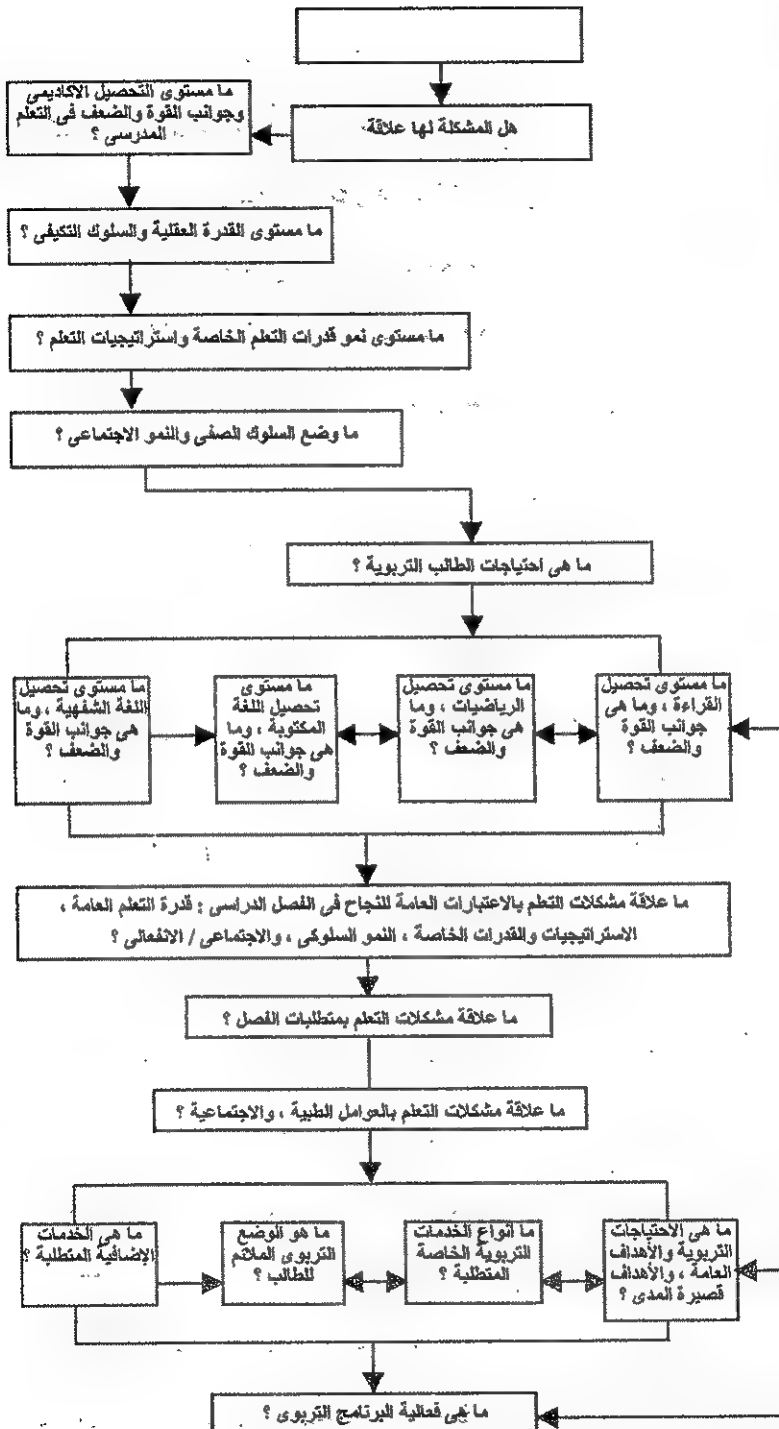 هل المشكلة لها علاقة
ما مستوى التحصيل الأكاديمى
وجوانب القوة والضعف فى التعلم
المدرسى ؟
ما مستوى القدرة العقلية والسلوك التكيفى ؟
ما مستوى نمو قدرات التعلم الخاصة واستراتيجيات التعلم ؟
ما وضع السلوك الصفى والنمو الاجتماعى ؟
ما هى احتياجات الطالب التربوية ؟
ما مستوى تحصيل
القراءة ، وما هى
جوانب القوة
والضعف ؟
ما مستوى تحصيل
الرياضيات ، وما
هى جوانب القوة
والضعف ؟
ما مستوى
تحصيل اللغة
المكتوبة ، وما
هى جوانب القوة
والضعف ؟
ما مستوى تحصيل
اللغة الشفهية ، وما
هى جوانب القوة
والضعف ؟
ما علاقة مشكلات التعلم بالاعتبارات العامة للنجاح فى الفصل الدراسى : قدرة التعلم العامة ،
الاستراتيجيات والقدرات الخاصة ، النمو السلوكى ، والاجتماعى / الانفعالى ؟
ما علاقة مشكلات التعلم بمتطلبات الفصل ؟
ما علاقة مشكلات التعلم بالعوامل الطبية ، والاجتماعية ؟
ما هى الاحتياجات
التربوية والأهداف
العامة ، والأهداف
قصيرة المدى ؟
ما أنواع الخدمات
التربوية الخاصة
المتطلبة ؟
ما هو الوضع
التربوى الملائم
للطالب ؟
ما هى الخدمات
الإضافية المتطلبة ؟
ما هى فعالية البرنامج التربوى ؟